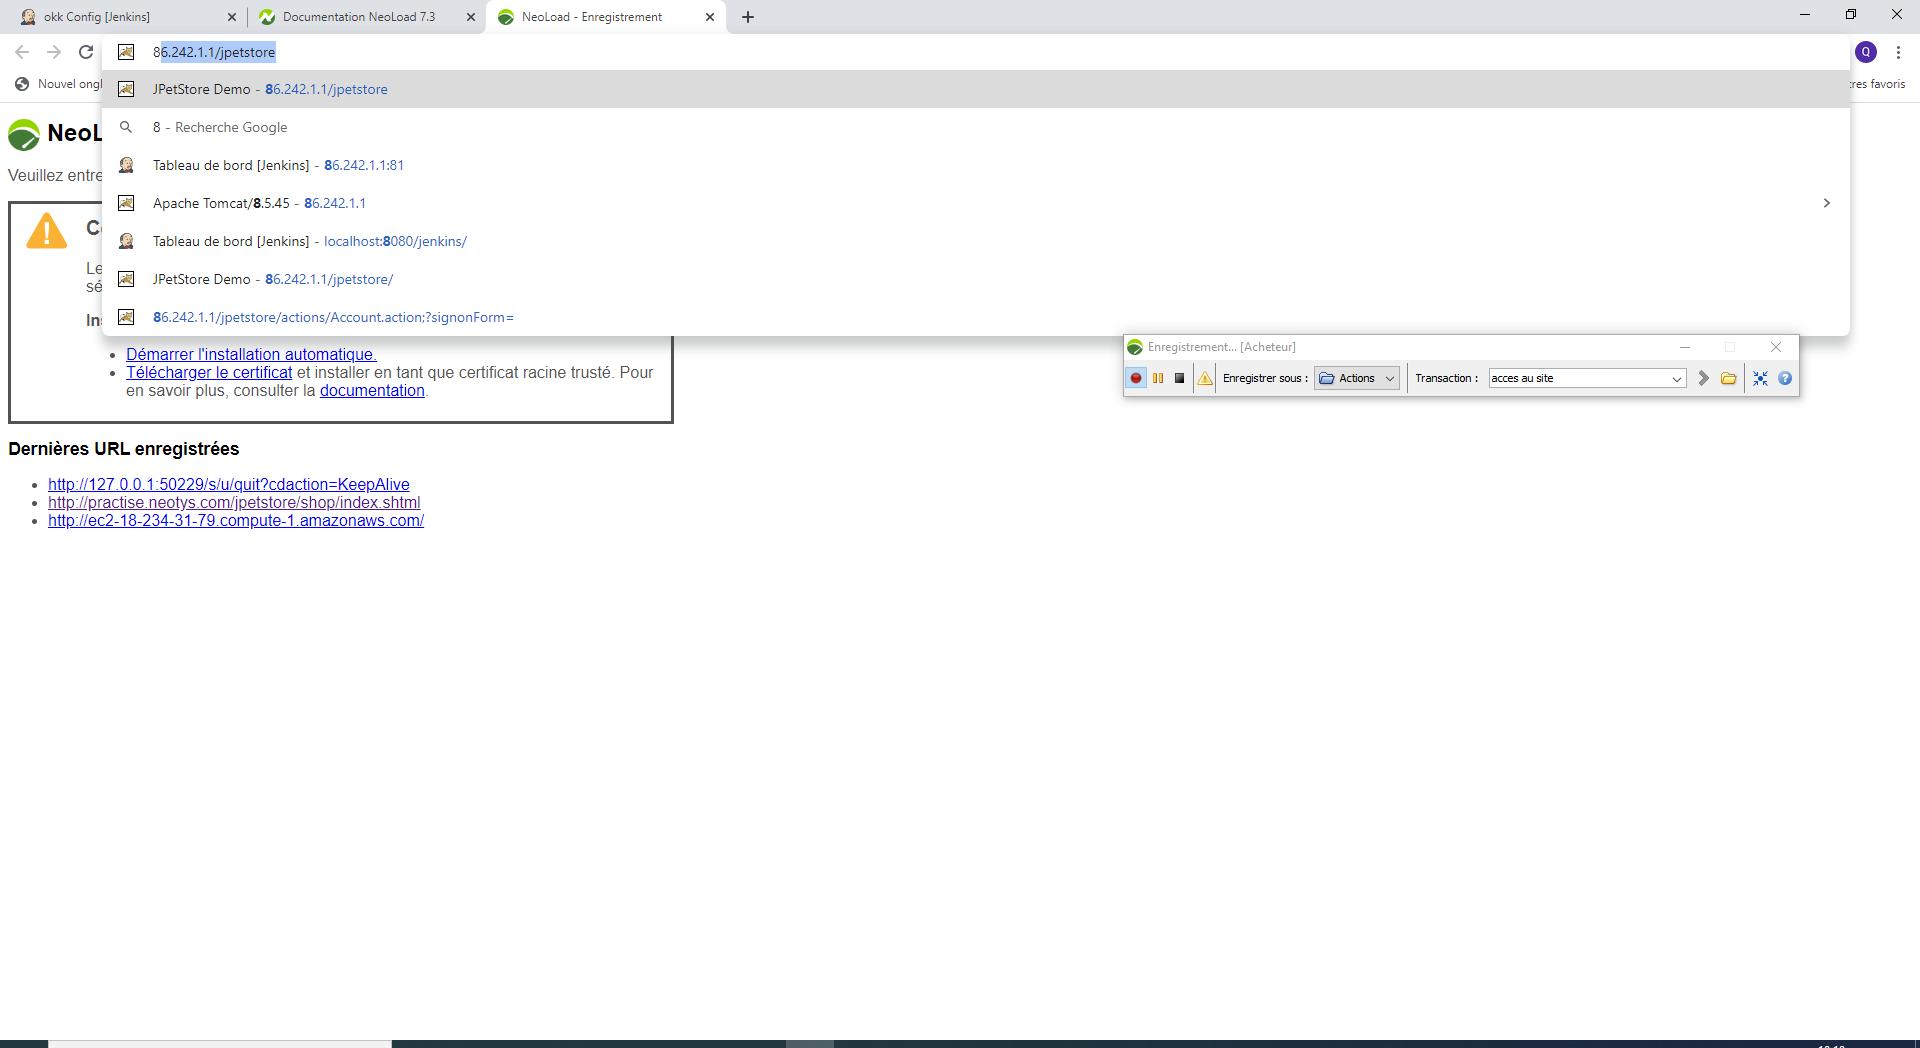 okk Config [Jenkins]
Documentation NeoLoad 7.3
NeoLoad - Enregistrement
86.242.1.1/jpetstore
Q
Nouvel ongl
tres favoris
JPetStore Demo - 86.242.1.1/jpetstore
8 - Recherche Google
Tableau de bord [Jenkins] - 86.242.1.1:81
Apache Tomcat/8.5.45 - 86.242.1.1
Tableau de bord [Jenkins] - localhost:8080/jenkins/
JPetStore Demo - 86.242.1.1/jpetstore/
86.242.1.1/jpetstore/actions/Account.action;?signonForm=
NeoL
Veuillez entre
Le
sé
Ins
Démarrer l'installation automatique.
Télécharger le certificat et installer en tant que certificat racine trusté. Pour
en savoir plus, consulter la documentation.
Enregistrement... [Acheteur]
Enregistrer sous : Actions Transaction : acces au site
Dernières URL enregistrées
http://127.0.0.1:50229/s/u/quit?cdaction=KeepAlive
http://practise.neotys.com/jpetstore/shop/index.shtml
http://ec2-18-234-31-79.compute-1.amazonaws.com/